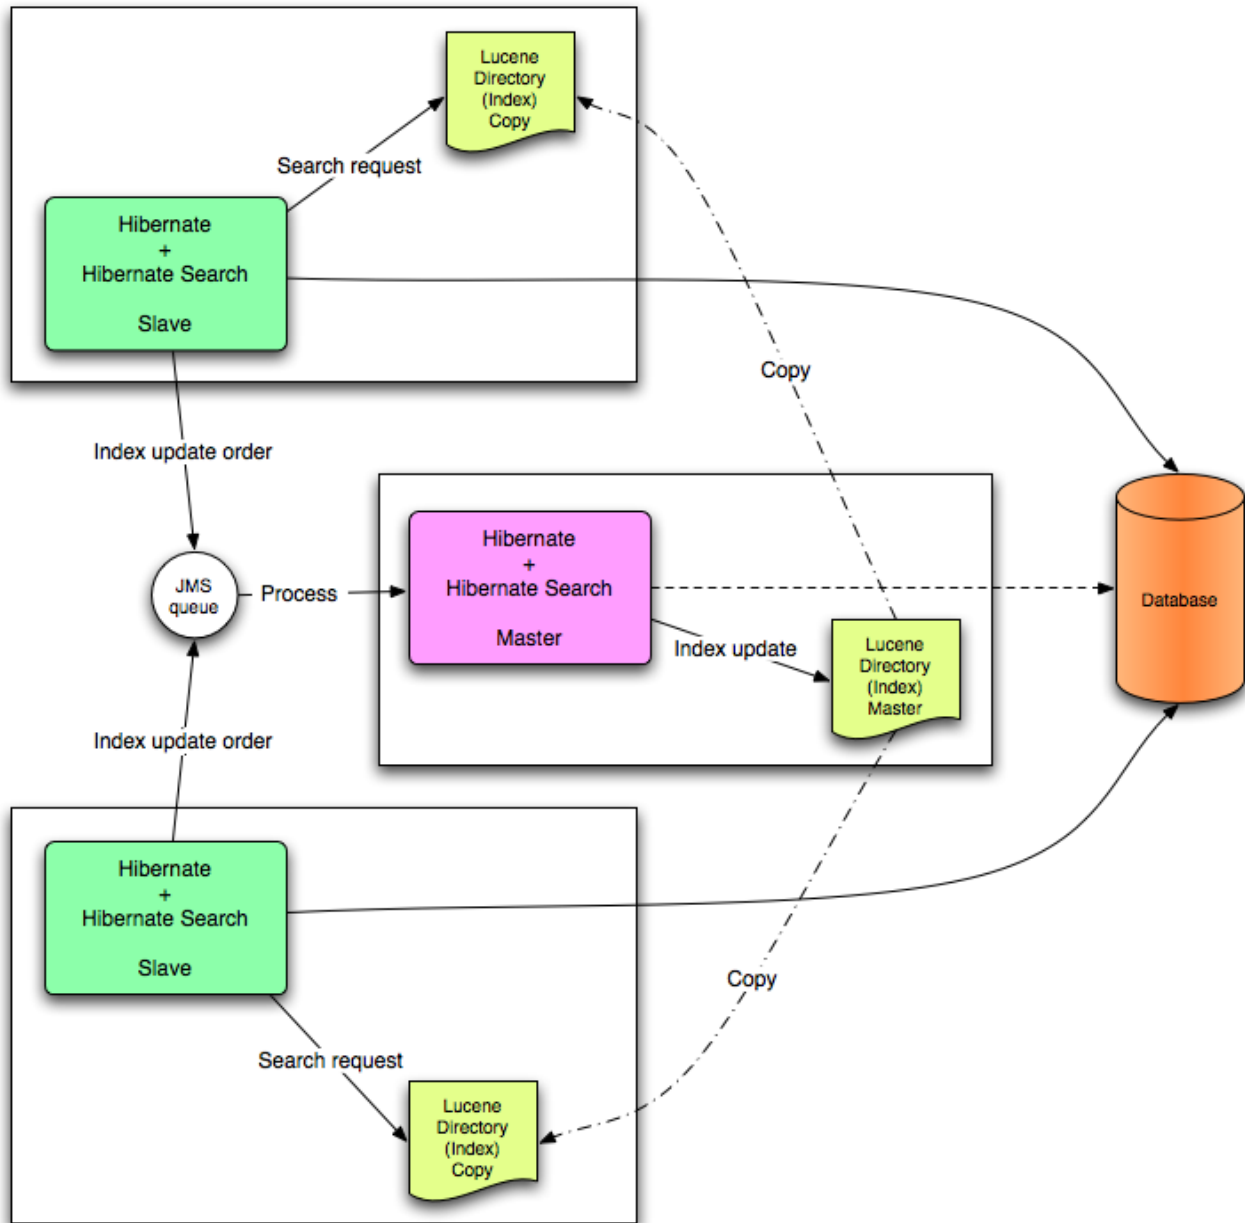 Lucene
Directory
(Index)
Copy
Search request
Hibernate
+
Hibernate Search
Slave
Copy
Index update order
Hibernate
+
Hibernate Search
Master
JMS
queue
Process
Database
Index update
Lucene
Directory
(Index)
Master
Index update order
Hibernate
+
Hibernate Search
Slave
Copy
Search request
Lucene
Directory
(Index)
Copy